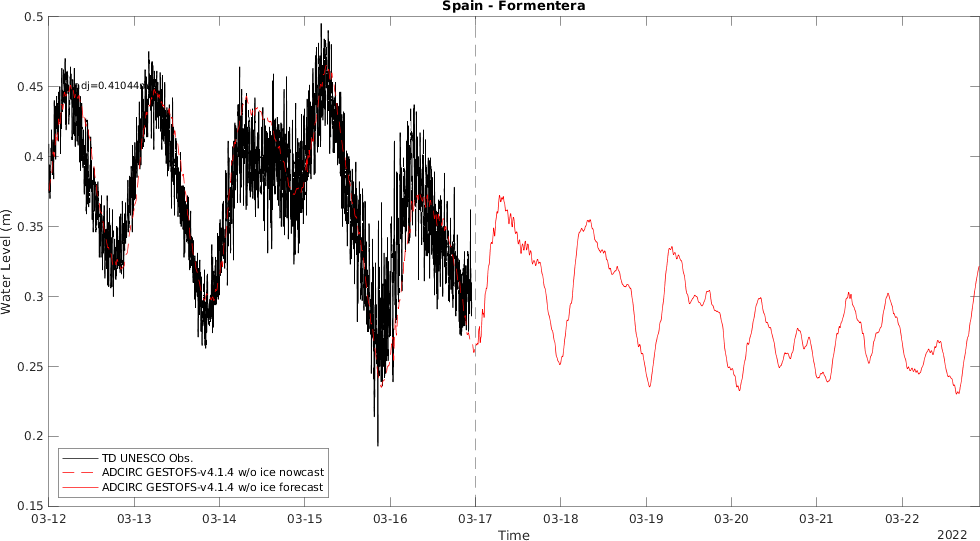 Spain - Formentera
0.5
0.45
0.4
0.35
0.3
0.25
0.2
0.15
Water Level (m)
dj=0.41044
TD UNESCO Obs.
ADCIRC GESTOFS-v4.1.4 w/o ice nowcast
ADCIRC GESTOFS-v4.1.4 w/o ice forecast
03-12 03-13 03-14 03-15 03-16 03-17 03-18 03-19 03-20 03-21 03-22
Time
2022